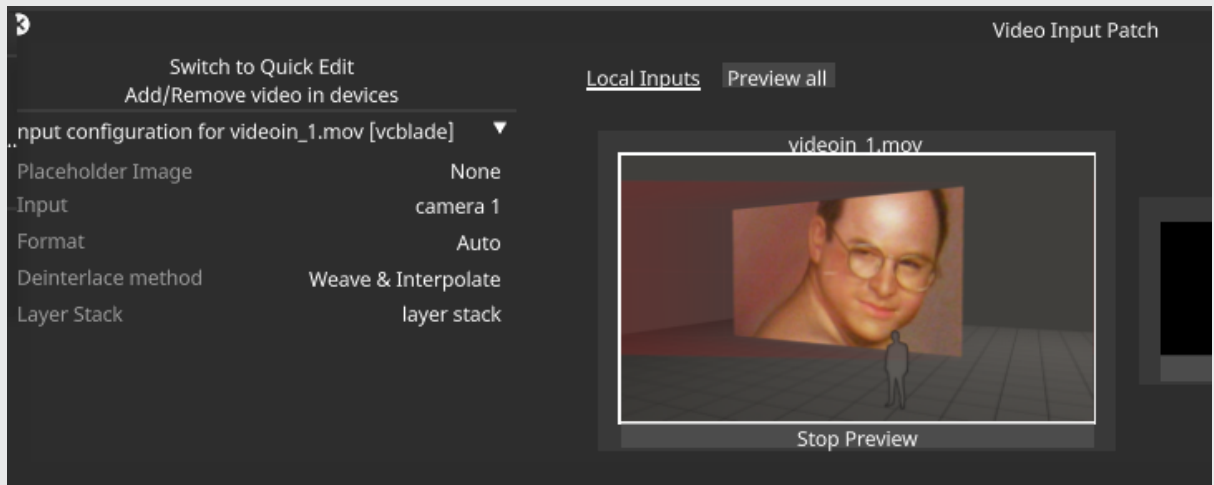 Video Input Patch
Switch to Quick Edit
Add/Remove video in devices
nput configuration for videoin_1.mov [vcblade]
Placeholder Image None
Input camera 1
Format Auto
Deinterlace method Weave & Interpolate
Layer Stack layer stack
Local Inputs Preview all
videoin_1.mov
Stop Preview